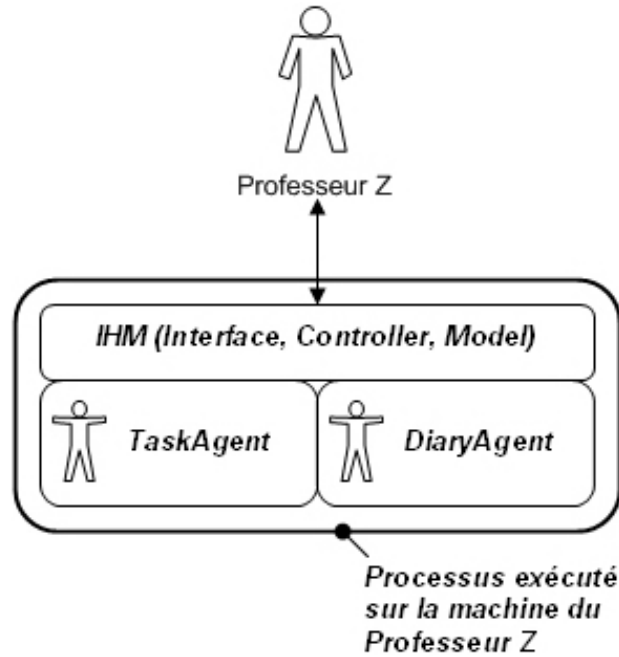 Professeur Z
IHM (Interface, Controller, Model)
TaskAgent
DiaryAgent
Processus exécuté
sur la machine du
Professeur Z